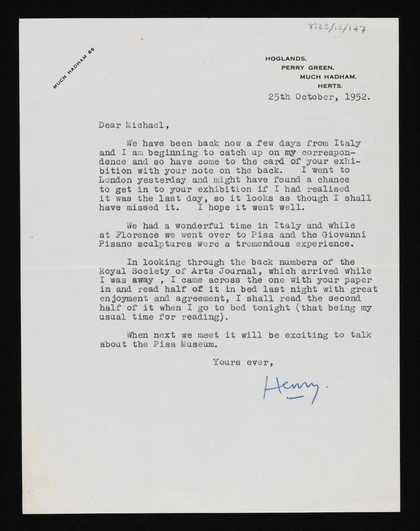 MUCH HADHAM 66
HOGLANDS,
PERRY GREEN,
MUCH HADHAM,
HERTS.
25th October, 1952.
Dear Michael,
We have been back now a few days from Italy
and I am beginning to catch up on my correspon-
dence and so have come to the card of your exhi-
bition with your note on the back. I went to
London yesterday and might have found a chance
to get in to your exhibition if I had realised
it was the last day, so it looks as though I shall
have missed it. I hope it went well.
We had a wonderful time in Italy and while
at Florence we went over to Pisa and the Giovanni
Pisano sculptures were a tremendous experience.
In looking through the back numbers of the
Royal Society of Arts Journal, which arrived while
I was away , I came across the one with your paper
in and read half of it in bed last night with great
enjoyment and agreement, I shall read the second
half of it when I go to bed tonight (that being my
usual time for reading).
When next we meet it will be exciting to talk
about the Pisa Museum.
Yours ever,
Henry.